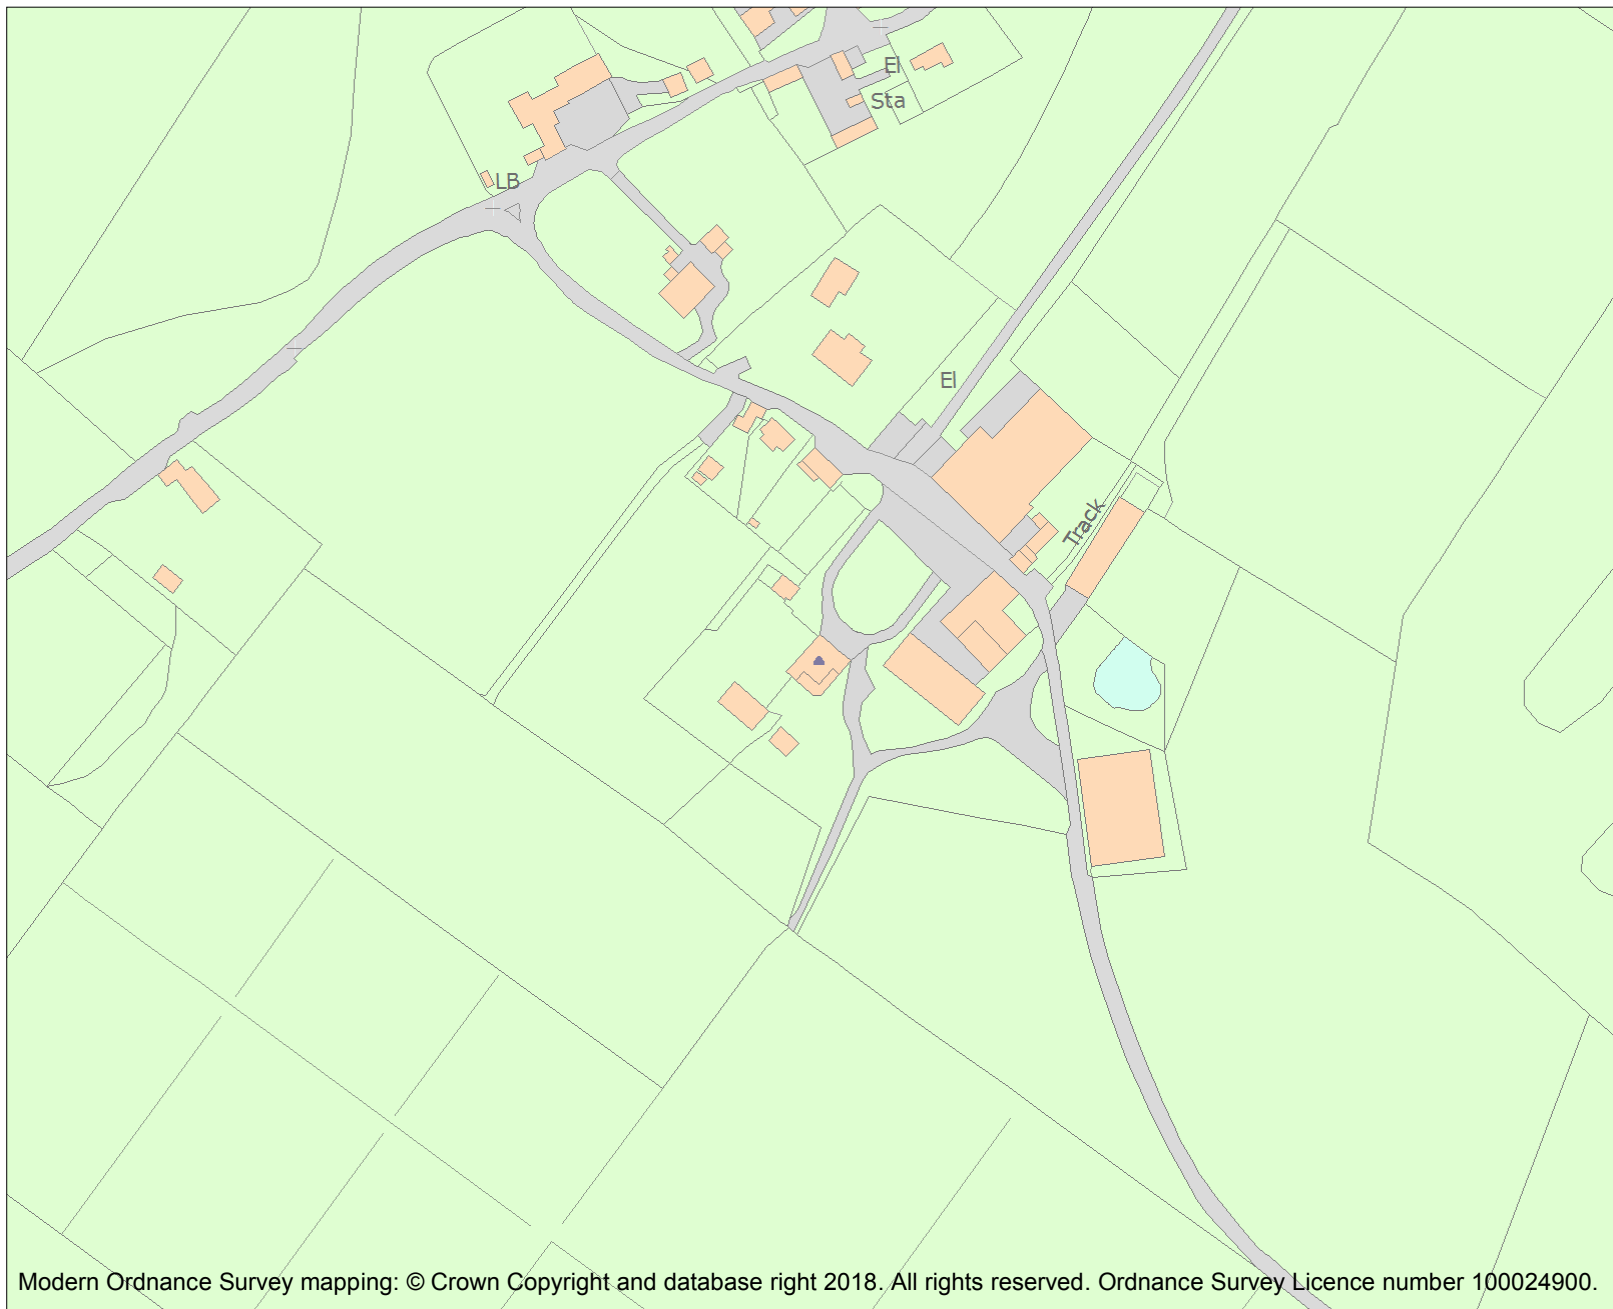 El
Sta
LB
El
Track
Modern Ordnance Survey mapping: © Crown Copyright and database right 2018. All rights reserved. Ordnance Survey Licence number 100024900.